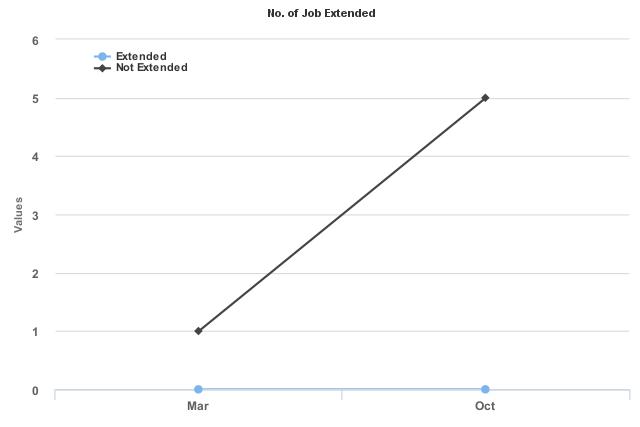 No. of Job Extended
6
Extended
Not Extended
5
4
Values
3
2
1
0
Mar Oct